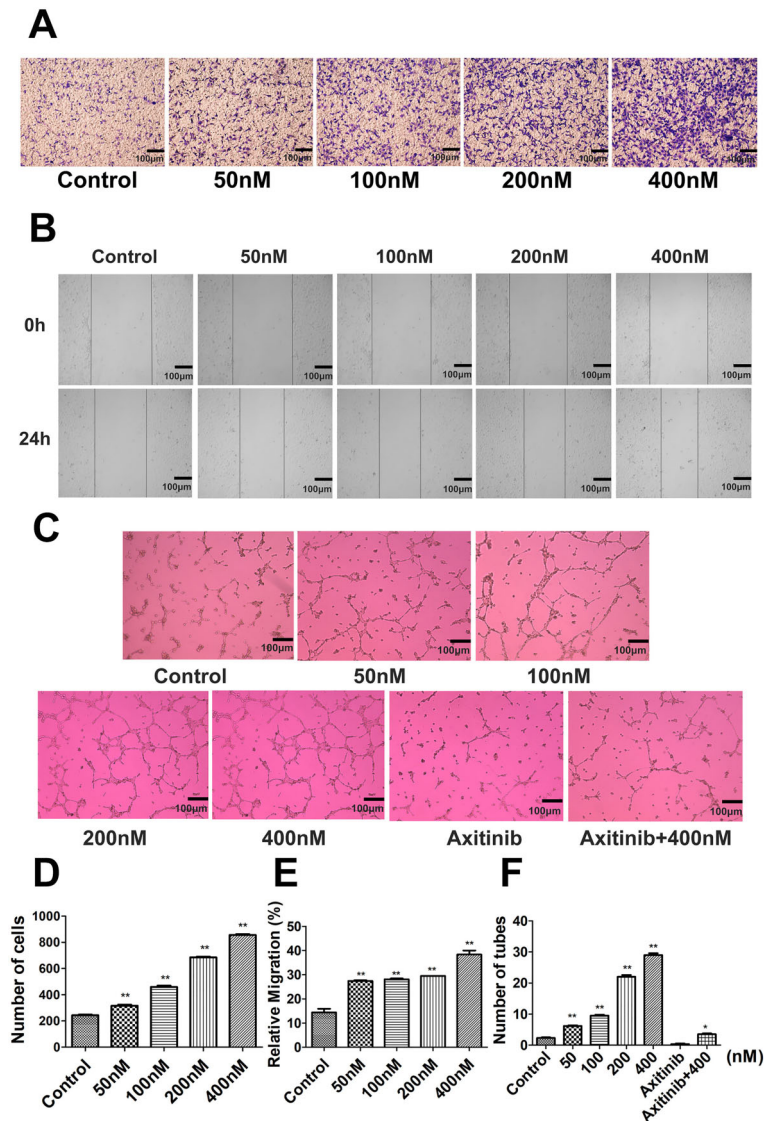 A
100μm 100μm 100μm 100μm 100μm
Control 50nM 100nM 200nM 400nM
B
Control 50nM 100nM 200nM 400nM
0h
100μm 100μm 100μm 100μm 100μm
24h
100μm 100μm 100μm 100μm 100μm
C
100μm 100μm 100μm
Control 50nM 100nM
100μm 100μm 100μm 100μm
200nM 400nM Axitinib Axitinib+400nM
D
Number of cells
1000
800
600
400
200
0
** ** ** **
Control 50nM 100nM 200nM 400nM
E
Relative Migration (%)
50
40
30
20
10
0
** ** ** **
Control 50nM 100nM 200nM 400nM
F
Number of tubes
40
30
20
10
0
** ** ** ** *
Control 50 100 200 400 Axitinib Axitinib+400 (nM)